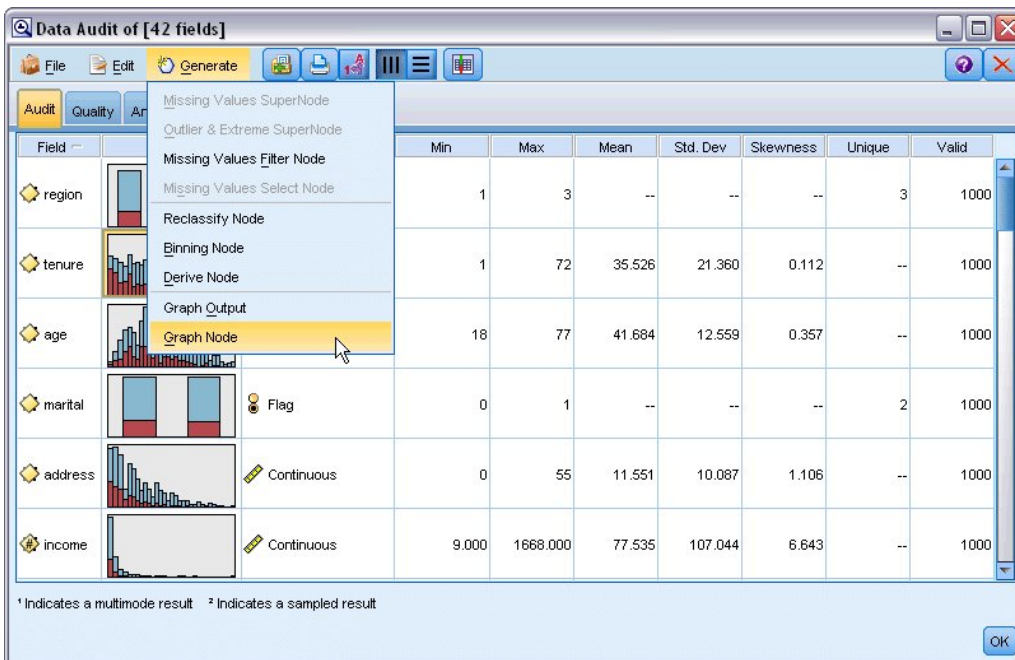 Data Audit of [42 fields]
File Edit Generate
Audit Quality An
Missing Values SuperNode
Outlier & Extreme SuperNode
Missing Values Filter Node
Missing Values Select Node
Reclassify Node
Binning Node
Derive Node
Graph Output
Graph Node
Field Min Max Mean Std. Dev Skewness Unique Valid
region 1 3 -- -- -- 3 1000
tenure 1 72 35.526 21.360 0.112 -- 1000
age 18 77 41.684 12.559 0.357 -- 1000
marital Flag 0 1 -- -- -- 2 1000
address Continuous 0 55 11.551 10.087 1.106 -- 1000
income Continuous 9.000 1668.000 77.535 107.044 6.643 -- 1000
¹ Indicates a multimode result ² Indicates a sampled result
OK